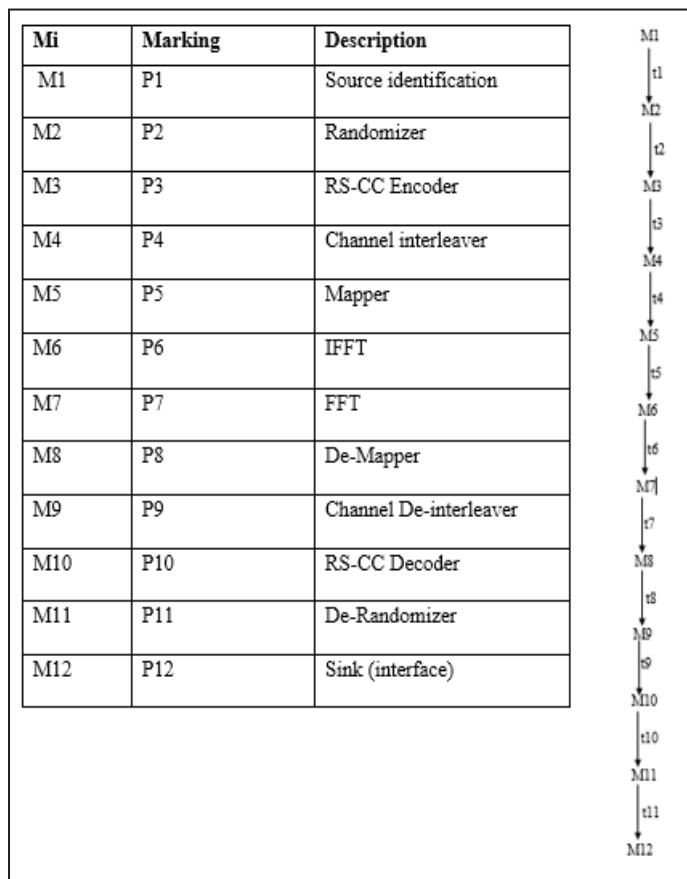 Mi Marking Description
M1 P1 Source identification
M2 P2 Randomizer
M3 P3 RS-CC Encoder
M4 P4 Channel interleaver
M5 P5 Mapper
M6 P6 IFFT
M7 P7 FFT
M8 P8 De-Mapper
M9 P9 Channel De-interleaver
M10 P10 RS-CC Decoder
M11 P11 De-Randomizer
M12 P12 Sink (interface)
M1
t1
M2
t2
M3
t3
M4
t4
M5
t5
M6
t6
M7
t7
M8
t8
M9
t9
M10
t10
M11
t11
M12